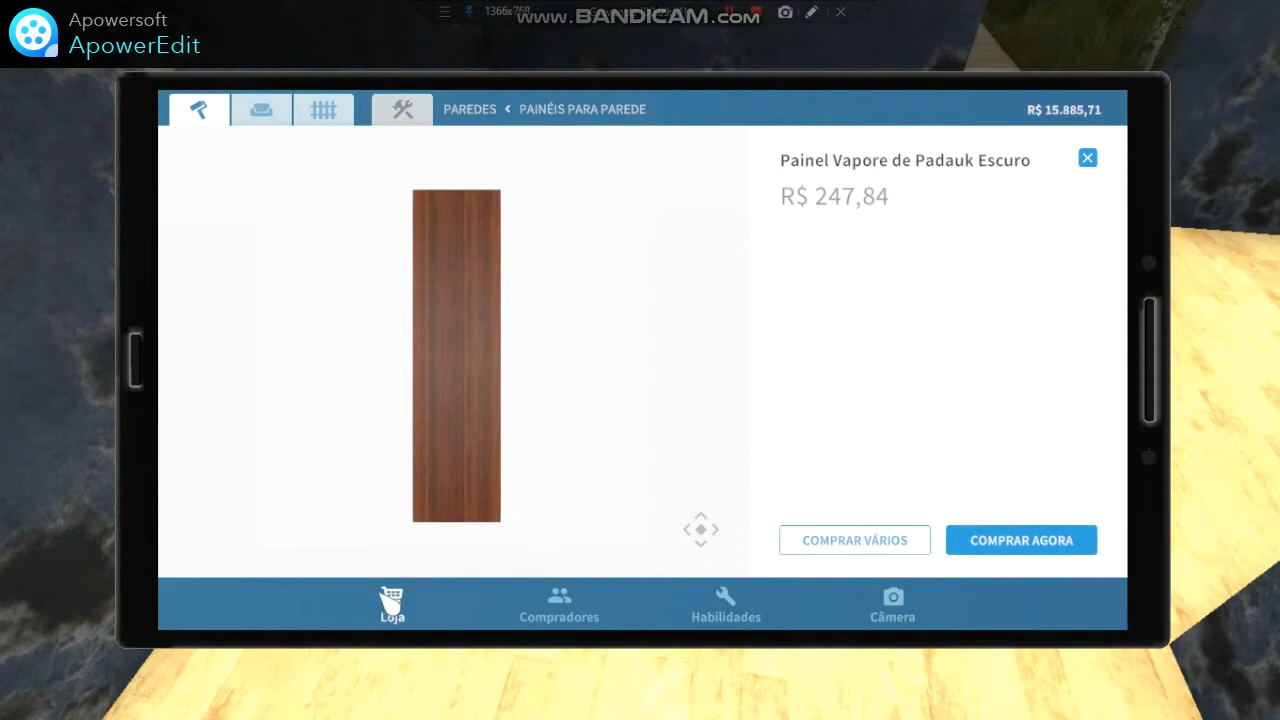 Apowersoft
ApowerEdit
1366x768
www.BANDICAM.com
PAREDES
PAINÉIS PARA PAREDE
R$ 15.885,71
Painel Vapore de Padauk Escuro
R$ 247,84
COMPRAR VÁRIOS
COMPRAR AGORA
Loja
Compradores
Habilidades
Câmera